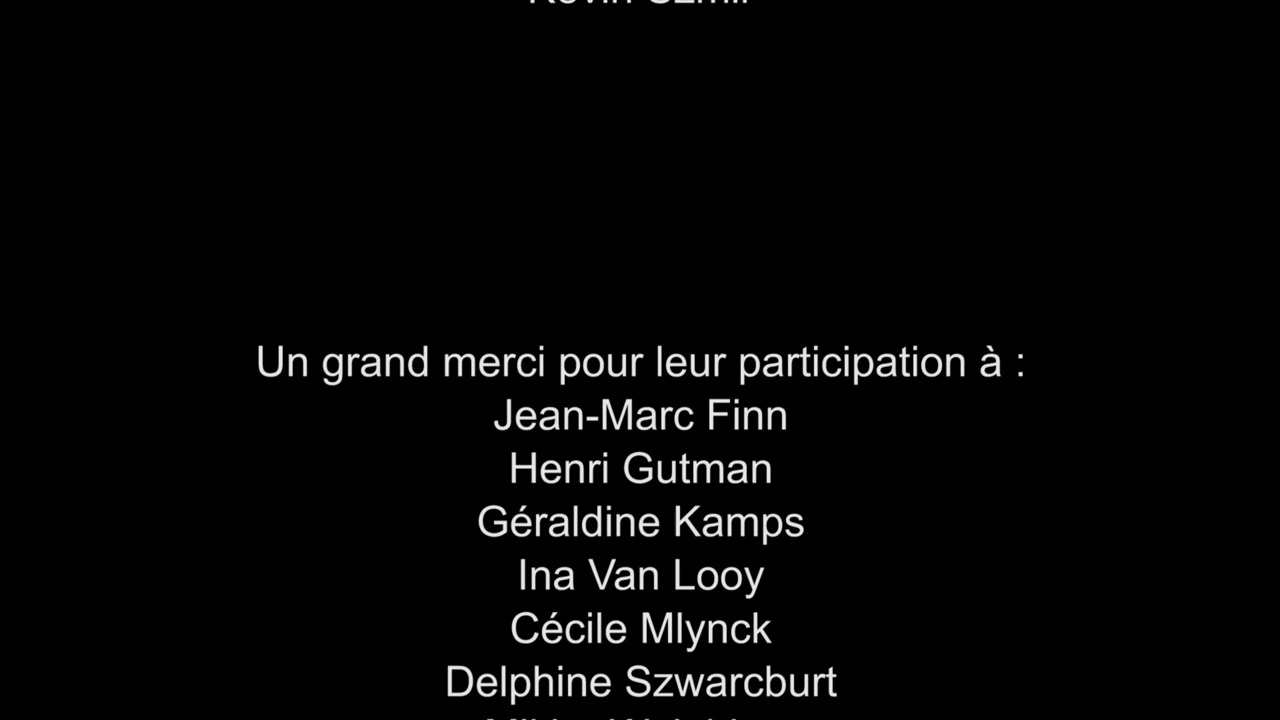 Un grand merci pour leur participation à :
Jean-Marc Finn
Henri Gutman
Géraldine Kamps
Ina Van Looy
Cécile Mlynck
Delphine Szwarcburt